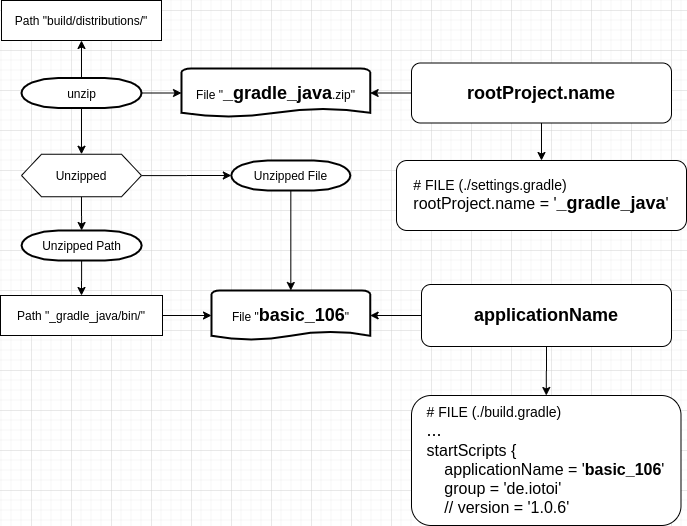 Path "build/distributions/"
unzip
File "_gradle_java.zip"
rootProject.name
Unzipped
Unzipped File
# FILE (./settings.gradle)
rootProject.name = '_gradle_java'
Unzipped Path
Path "_gradle_java/bin/"
File "basic_106"
applicationName
# FILE (./build.gradle)
...
startScripts {
applicationName = 'basic_106'
group = 'de.iotoi'
// version = '1.0.6'